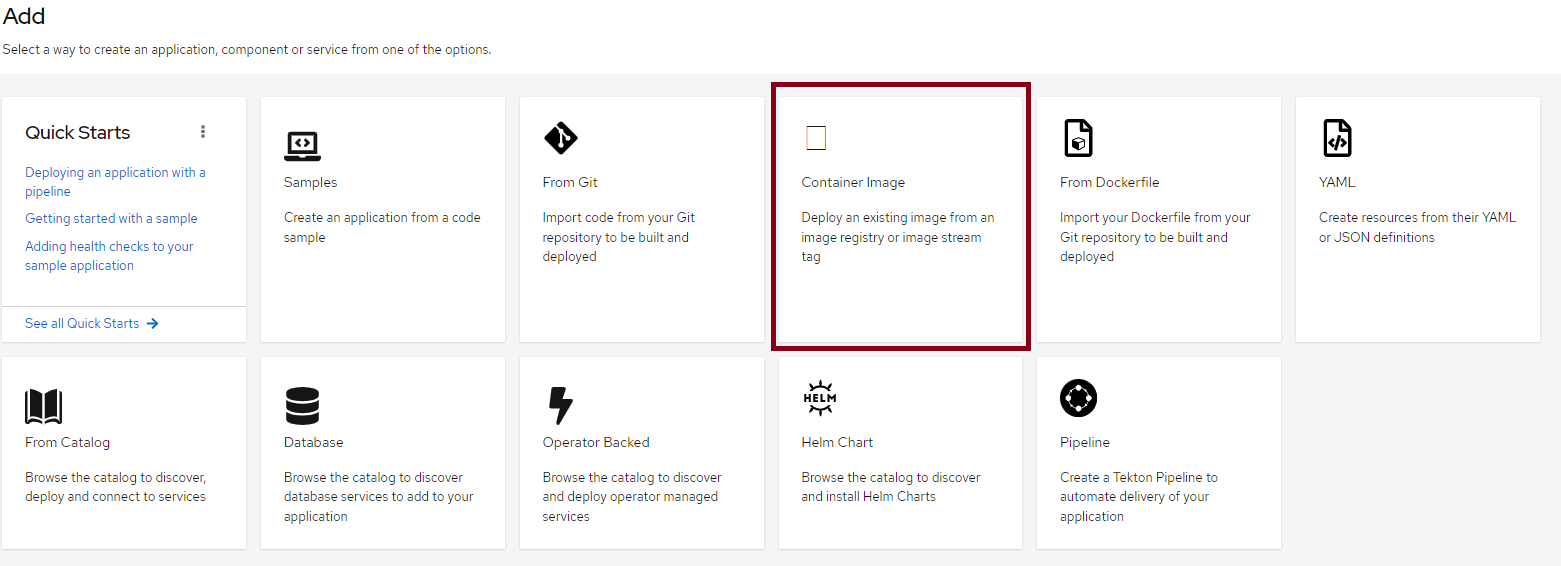 Add
Select a way to create an application, component or service from one of the options.
Quick Starts
Deploying an application with a
pipeline
Getting started with a sample
Adding health checks to your
sample application
See all Quick Starts
Samples
Create an application from a code
sample
From Git
Import code from your Git
repository to be built and
deployed
Container Image
Deploy an existing image from an
image registry or image stream
tag
From Dockerfile
Import your Dockerfile from your
Git repository to be built and
deployed
YAML
Create resources from their YAML
or JSON definitions
From Catalog
Browse the catalog to discover,
deploy and connect to services
Database
Browse the catalog to discover
database services to add to your
application
Operator Backed
Browse the catalog to discover
and deploy operator managed
services
HELM
Helm Chart
Browse the catalog to discover
and install Helm Charts
Pipeline
Create a Tekton Pipeline to
automate delivery of your
application